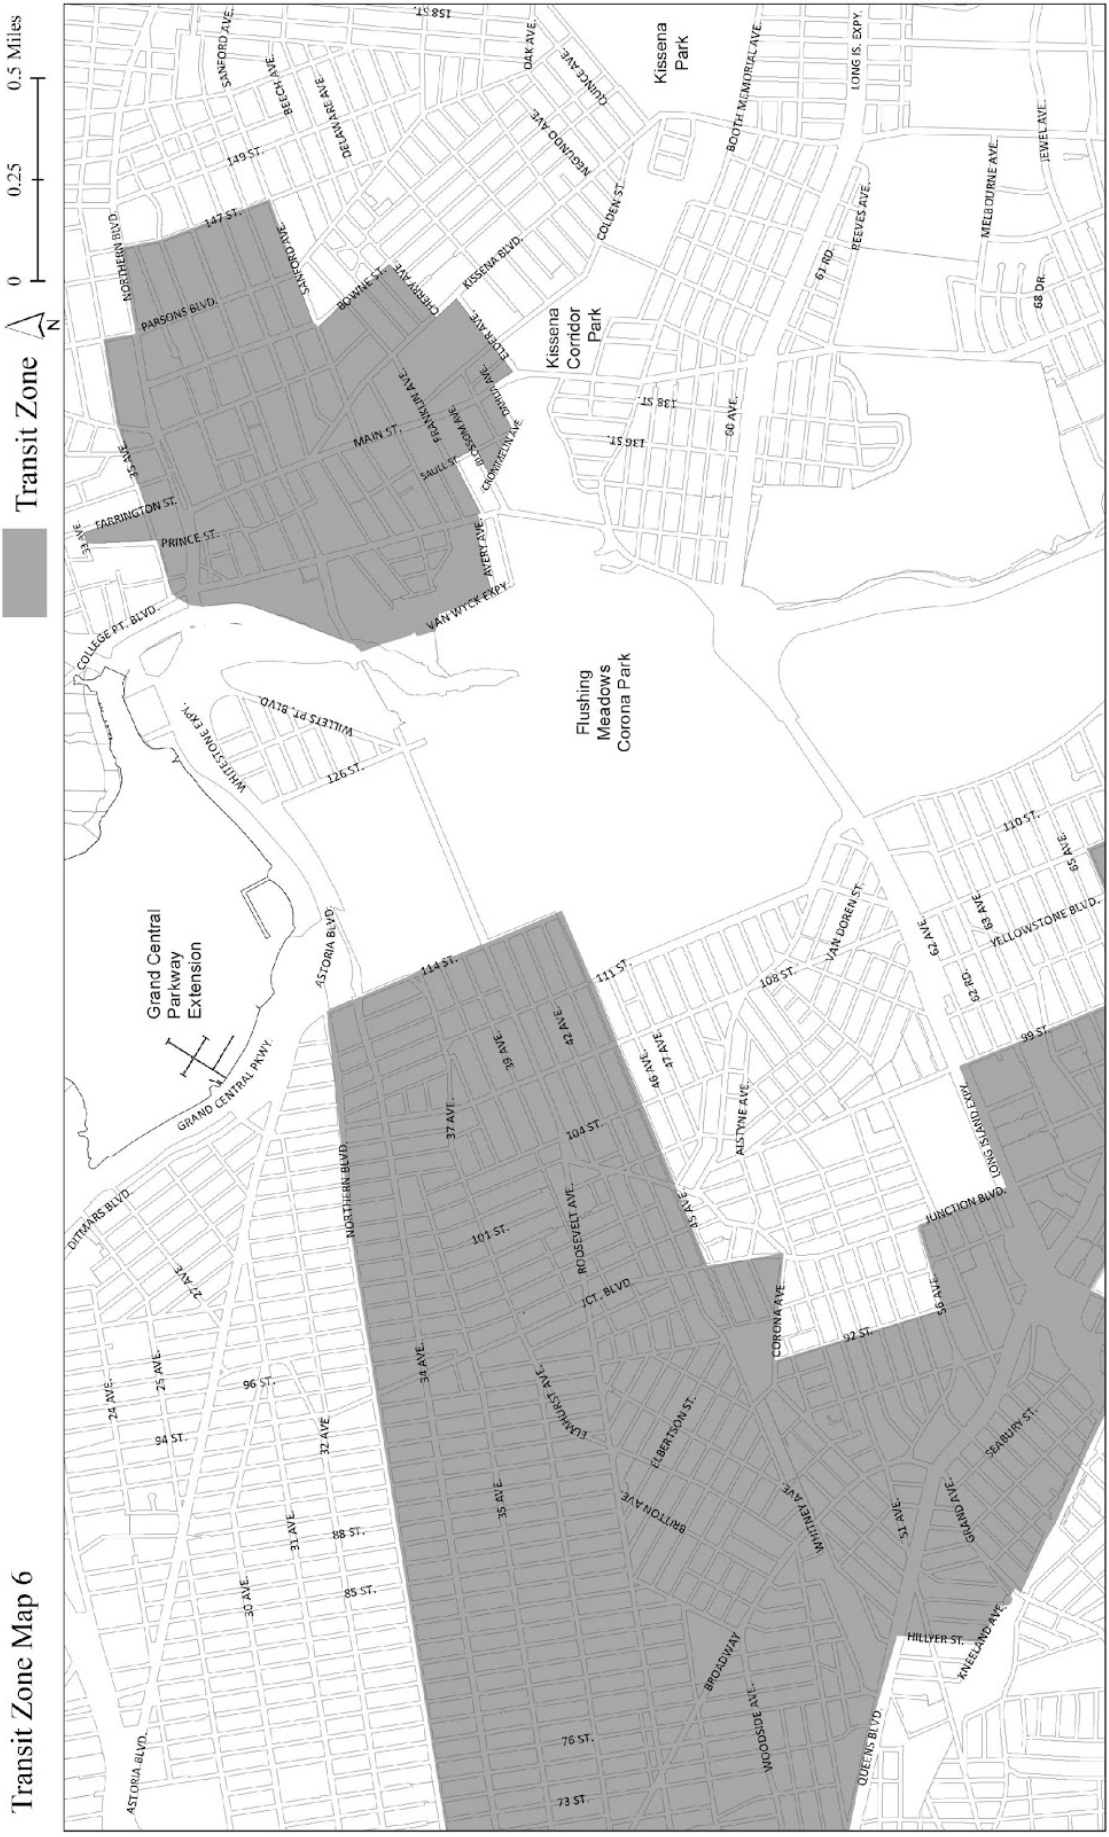 Transit Zone Map 6
Transit Zone
N
0
0.25
0.5 Miles
ASTORIA BLVD.
24 AVE.
25 AVE.
94 ST.
96 ST.
27 AVE.
DITMARS BLVD.
GRAND CENTRAL PKWY.
Grand Central
Parkway
Extension
ASTORIA BLVD.
30 AVE.
31 AVE.
32 AVE.
88 ST.
85 ST.
NORTHERN BLVD.
34 AVE.
35 AVE.
37 AVE.
39 AVE.
42 AVE.
114 ST.
111 ST.
104 ST.
101 ST.
ROOSEVELT AVE.
JCT. BLVD.
ELMHURST AVE.
ELBERTSON ST.
BRITTON AVE.
WHITNEY AVE.
BROADWAY
WOODSIDE AVE.
76 ST.
73 ST.
QUEENS BLVD.
HILLYER ST.
KNEELAND AVE.
51 AVE.
GRAND AVE.
SEABURY ST.
92 ST.
CORONA AVE.
56 AVE.
JUNCTION BLVD.
LONG ISLAND EXPY.
45 AVE.
46 AVE.
47 AVE.
ALSTYNE AVE.
108 ST.
VAN DOREN ST.
99 ST.
62 AVE.
62 RD.
63 AVE.
YELLOWSTONE BLVD.
65 AVE.
110 ST.
Flushing
Meadows
Corona Park
126 ST.
WILLETS PT. BLVD.
WHITESTONE EXPY.
COLLEGE PT. BLVD.
33 AVE.
FARRINGTON ST.
PRINCE ST.
35 AVE.
NORTHERN BLVD.
PARSONS BLVD.
147 ST.
149 ST.
SANFORD AVE.
SANFORD AVE.
BEECH AVE.
DELAWARE AVE.
158 ST.
BOWNE ST.
CHERRY AVE.
KISSENA BLVD.
ELDER AVE.
DAHLIA AVE.
MAIN ST.
FRANKLIN AVE.
BLOSSOM AVE.
SAULL ST.
CROMMELIN AVE.
AVERY AVE.
VAN WYCK EXPY.
Kissena
Corridor
Park
Kissena
Park
OAK AVE.
QUINCE AVE.
NEGUNDO AVE.
COLDEN ST.
BOOTH MEMORIAL AVE.
LONG IS. EXPY.
REEVES AVE.
61 RD.
138 ST.
136 ST.
60 AVE.
MELBOURNE AVE.
JEWEL AVE.
68 DR.